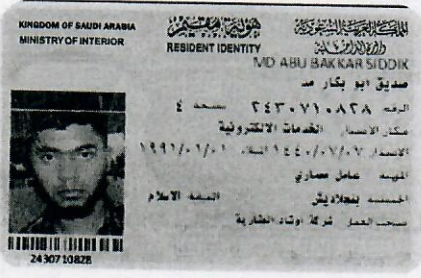 KINGDOM OF SAUDI ARABIA
MINISTRY OF INTERIOR
هوية مقيم
RESIDENT IDENTITY
المملكة العربية السعودية
وزارة الداخلية
MD ABU BAKKAR SIDDIK
صديق ابو بكار مد
الرقم ٢٤٣٠٧١٠٨٢٨ نسخة ٤
مكان الاصدار الخدمات الالكترونية
الاصدار ١٤٤٠/٠٧/٠٧ الميلاد ١٩٩١/٠١/٠١
المهنة عامل معماري
الجنسية بنجلاديش الديانة الاسلام
صاحب العمل شركة اوتاد
2430710828